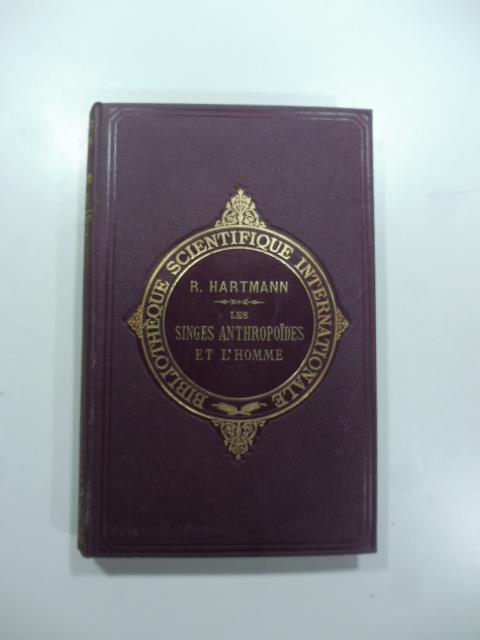 BIBLIOTHÈQUE SCIENTIFIQUE INTERNATIONALE
R. HARTMANN
LES
SINGES ANTHROPOÏDES
ET L'HOMME